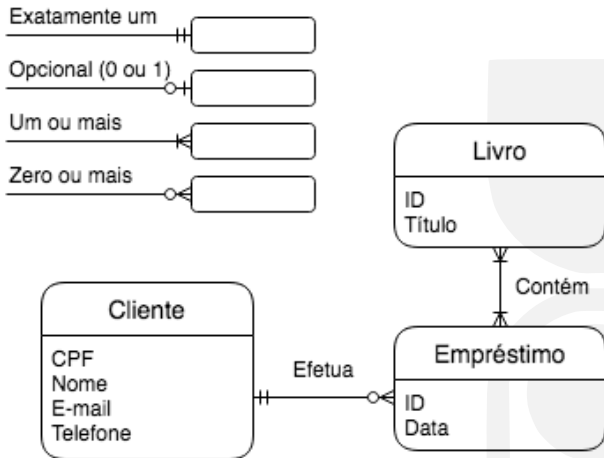 Exatamente um
Opcional (0 ou 1)
Um ou mais
Zero ou mais
Livro
ID
Título
Contém
Cliente
CPF
Nome
E-mail
Telefone
Efetua
Empréstimo
ID
Data